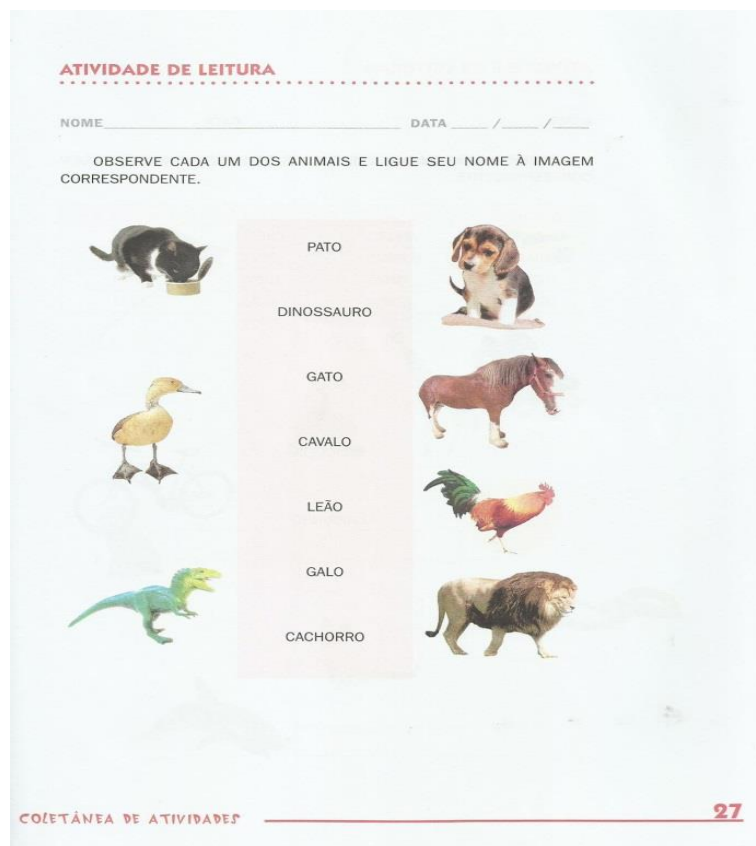 ATIVIDADE DE LEITURA
NOME DATA / /
OBSERVE CADA UM DOS ANIMAIS E LIGUE SEU NOME À IMAGEM
CORRESPONDENTE.
PATO
DINOSSAURO
GATO
CAVALO
LEÃO
GALO
CACHORRO
COLETÂNEA DE ATIVIDADES 27